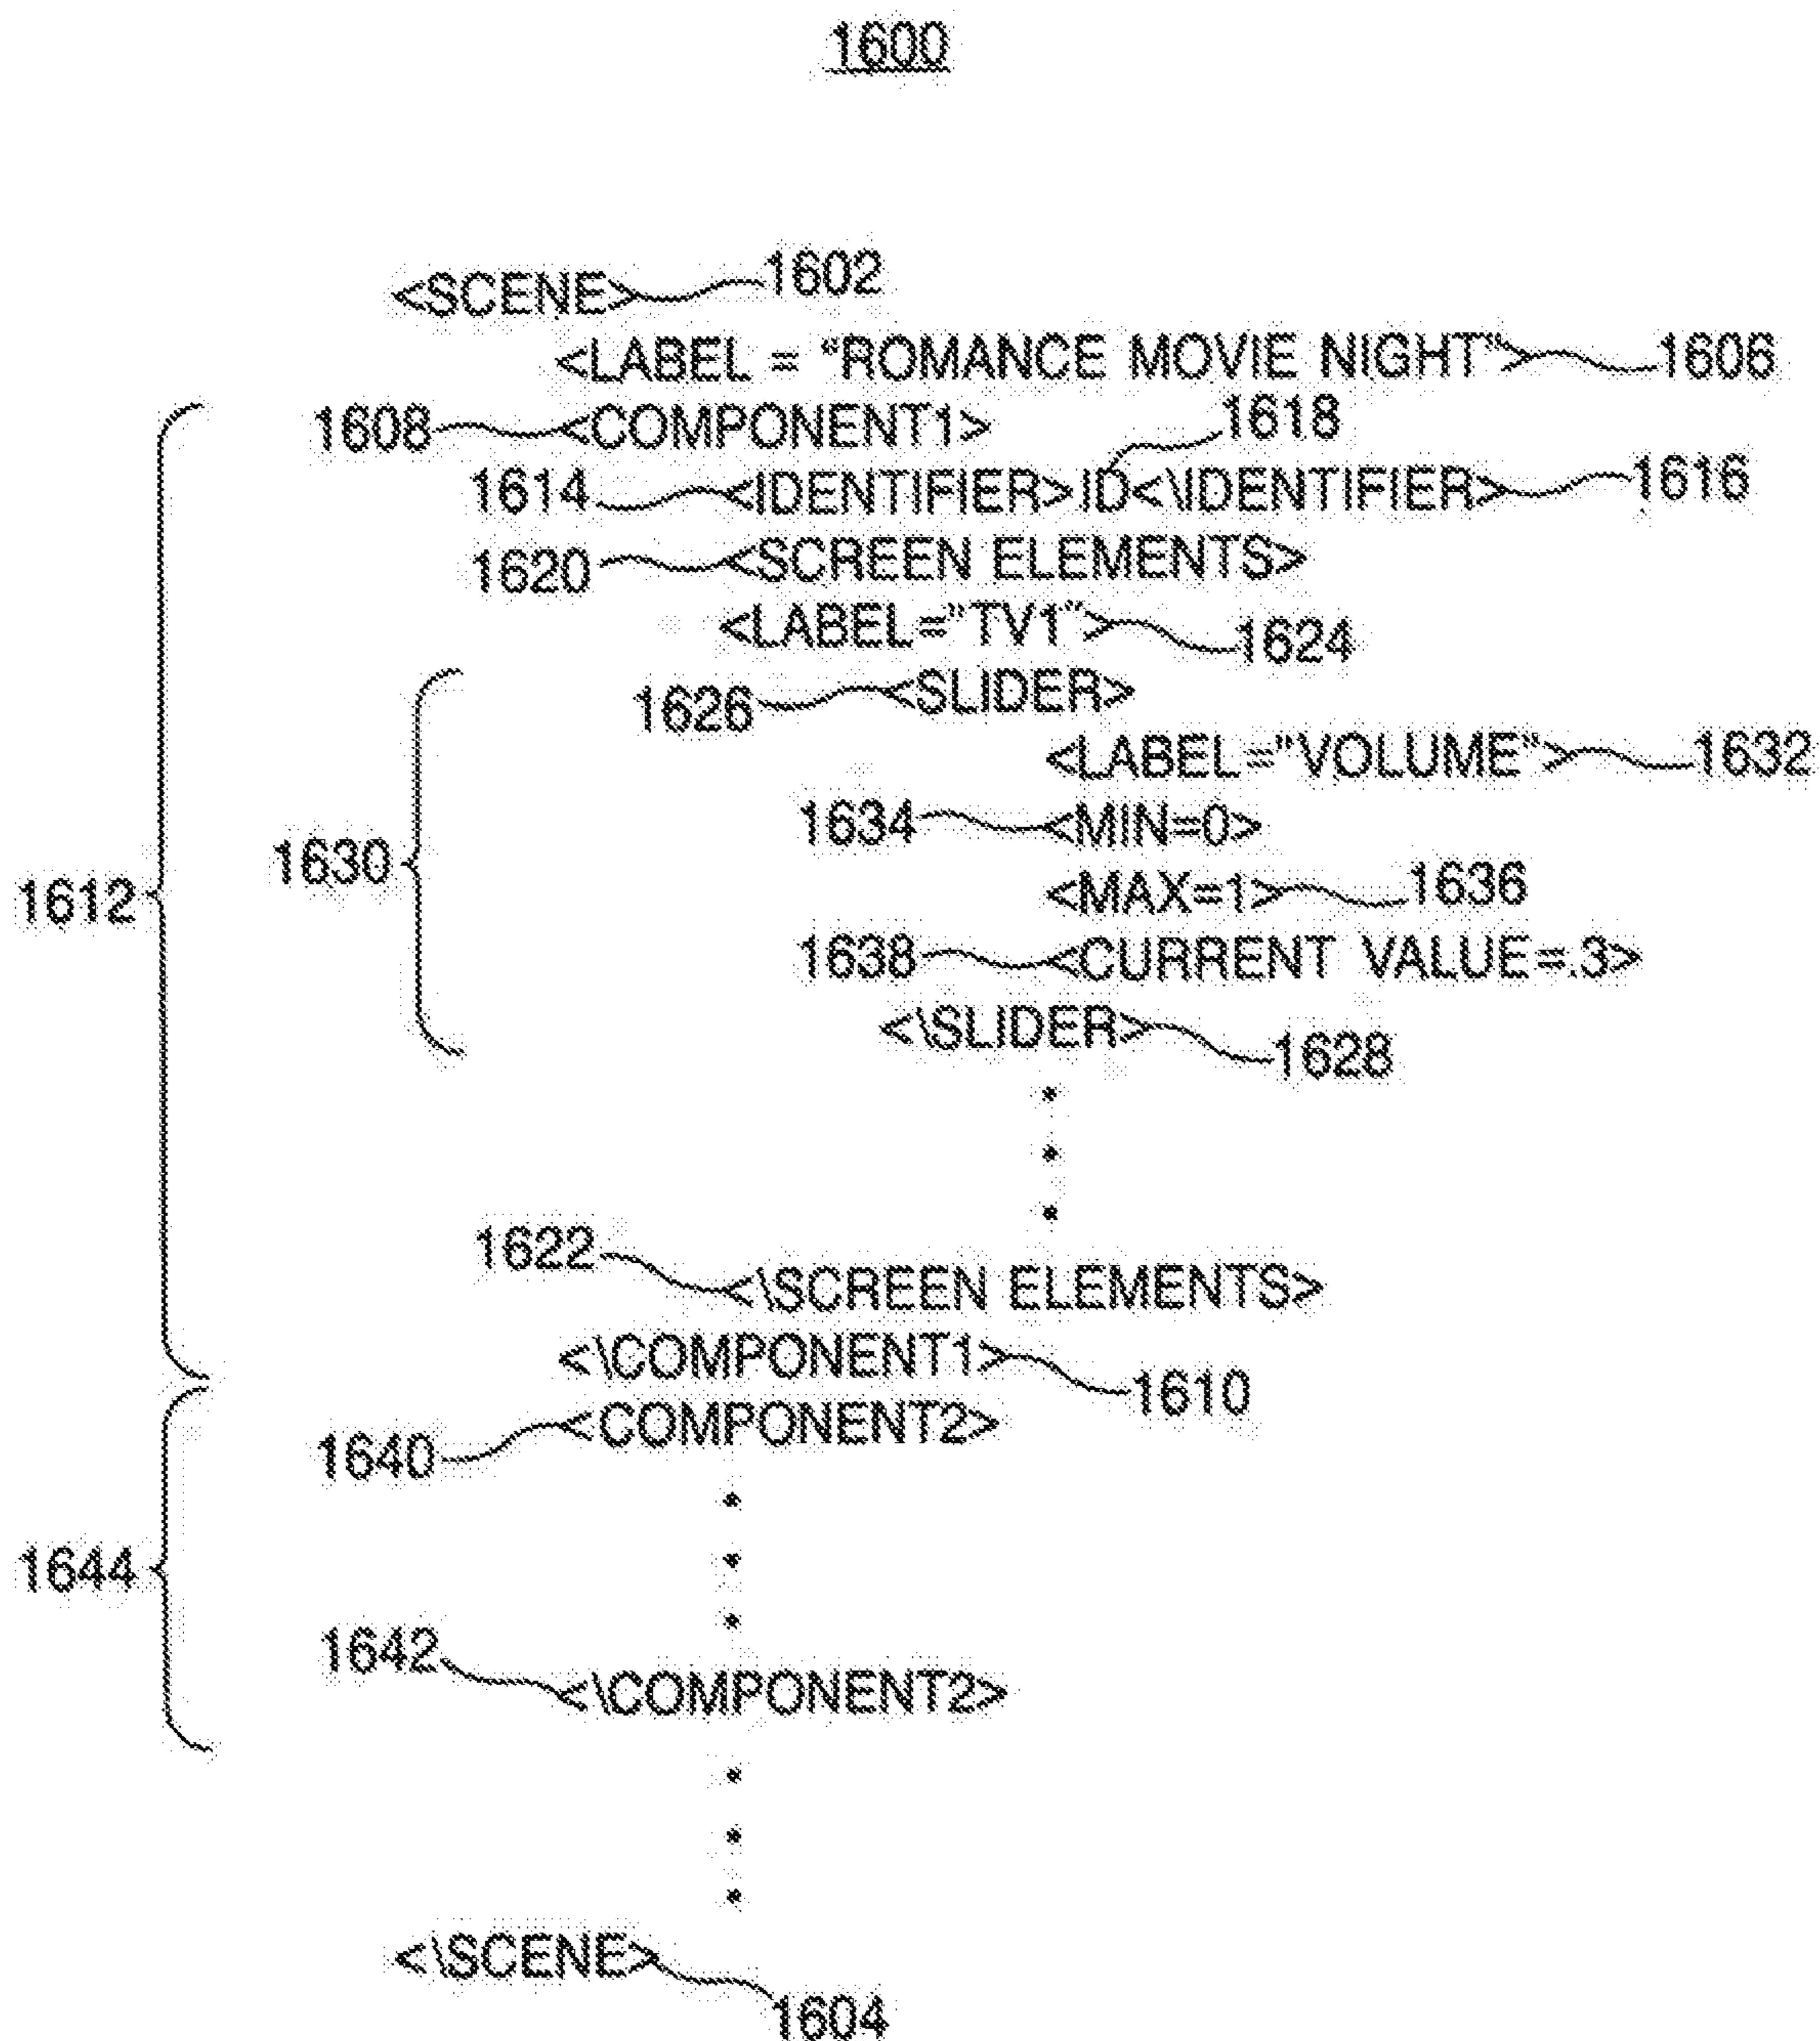 1600
<SCENE> 1602
<LABEL = "ROMANCE MOVIE NIGHT"> 1606
1608 <COMPONENT1> 1618
1614 <IDENTIFIER>ID<\IDENTIFIER> 1616
1620 <SCREEN ELEMENTS>
<LABEL="TV1"> 1624
1626 <SLIDER>
<LABEL="VOLUME"> 1632
1634 <MIN=0>
1612 1630 <MAX=1> 1636
1638 <CURRENT VALUE=.3>
<\SLIDER> 1628
1622 <\SCREEN ELEMENTS>
<\COMPONENT1> 1610
1640 <COMPONENT2>
1644
1642 <\COMPONENT2>
<\SCENE> 1604